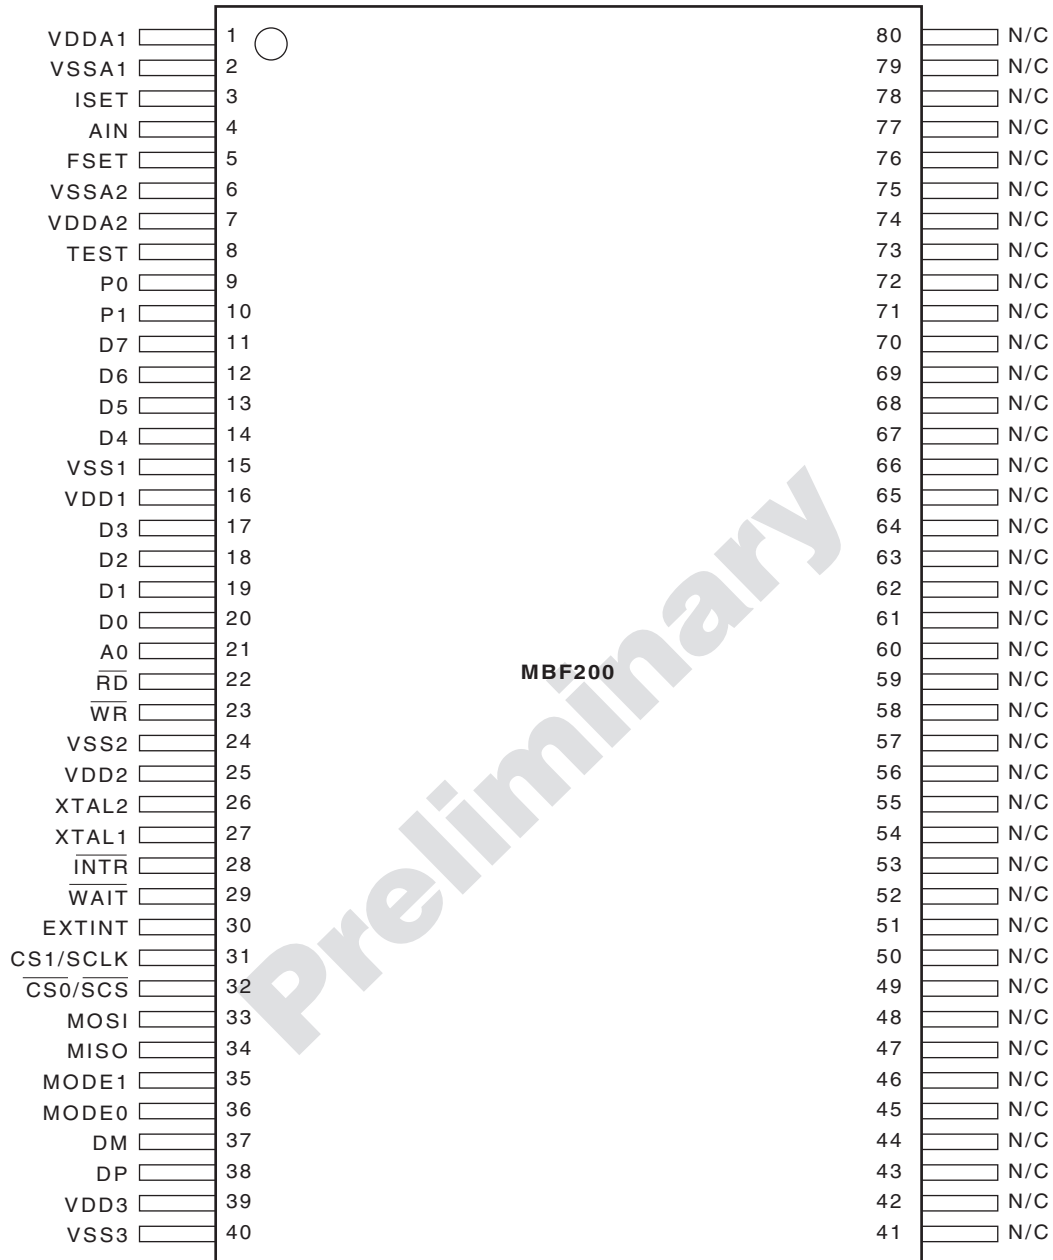 VDDA1 1 80 N/C
VSSA1 2 79 N/C
ISET 3 78 N/C
AIN 4 77 N/C
FSET 5 76 N/C
VSSA2 6 75 N/C
VDDA2 7 74 N/C
TEST 8 73 N/C
P0 9 72 N/C
P1 10 71 N/C
D7 11 70 N/C
D6 12 69 N/C
D5 13 68 N/C
D4 14 67 N/C
VSS1 15 66 N/C
VDD1 16 65 N/C
D3 17 64 N/C
D2 18 63 N/C
D1 19 62 N/C
D0 20 61 N/C
A0 21 60 N/C
R̅D̅ 22 MBF200 59 N/C
W̅R̅ 23 58 N/C
VSS2 24 57 N/C
VDD2 25 56 N/C
XTAL2 26 55 N/C
XTAL1 27 54 N/C
I̅N̅T̅R̅ 28 53 N/C
W̅A̅I̅T̅ 29 52 N/C
EXTINT 30 51 N/C
CS1/SCLK 31 50 N/C
C̅S̅0̅/S̅C̅S̅ 32 49 N/C
MOSI 33 48 N/C
MISO 34 47 N/C
MODE1 35 46 N/C
MODE0 36 45 N/C
DM 37 44 N/C
DP 38 43 N/C
VDD3 39 42 N/C
VSS3 40 41 N/C
Preliminary